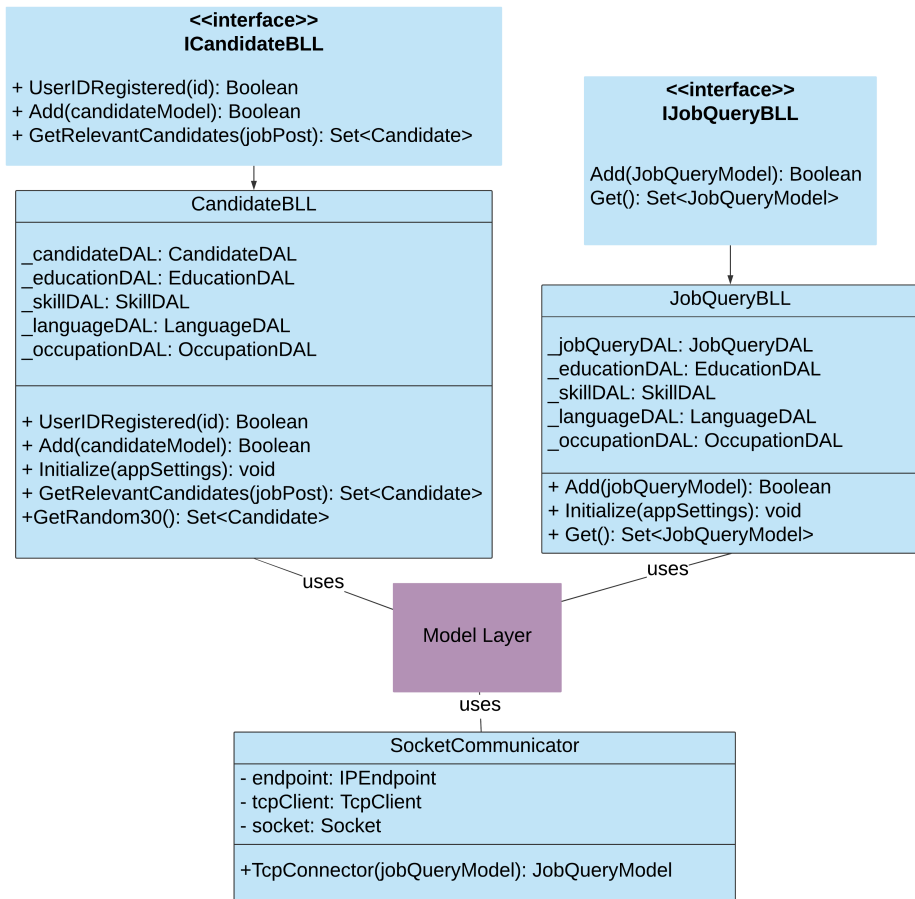 <<interface>>
ICandidateBLL
+ UserIDRegistered(id): Boolean
+ Add(candidateModel): Boolean
+ GetRelevantCandidates(jobPost): Set<Candidate>
<<interface>>
IJobQueryBLL
Add(JobQueryModel): Boolean
Get(): Set<JobQueryModel>
CandidateBLL
_candidateDAL: CandidateDAL
_educationDAL: EducationDAL
_skillDAL: SkillDAL
_languageDAL: LanguageDAL
_occupationDAL: OccupationDAL
+ UserIDRegistered(id): Boolean
+ Add(candidateModel): Boolean
+ Initialize(appSettings): void
+ GetRelevantCandidates(jobPost): Set<Candidate>
+GetRandom30(): Set<Candidate>
JobQueryBLL
_jobQueryDAL: JobQueryDAL
_educationDAL: EducationDAL
_skillDAL: SkillDAL
_languageDAL: LanguageDAL
_occupationDAL: OccupationDAL
+ Add(jobQueryModel): Boolean
+ Initialize(appSettings): void
+ Get(): Set<JobQueryModel>
uses
uses
Model Layer
uses
SocketCommunicator
- endpoint: IPEndpoint
- tcpClient: TcpClient
- socket: Socket
+TcpConnector(jobQueryModel): JobQueryModel